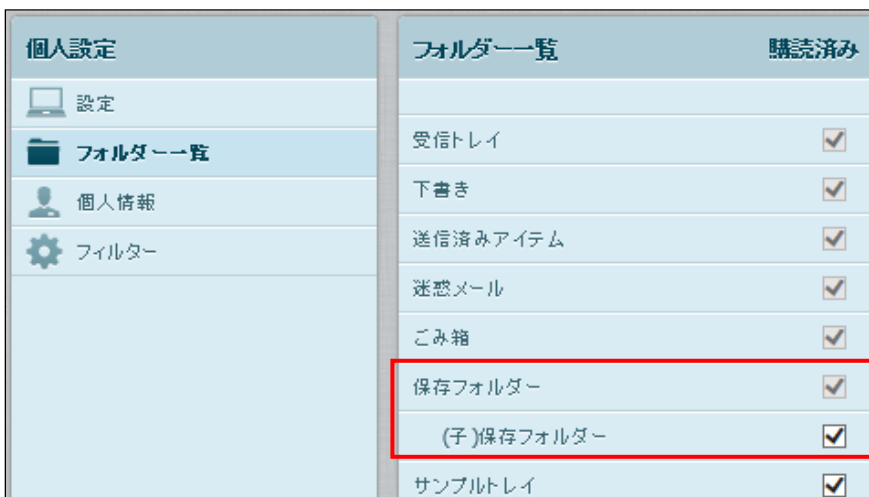 個人設定
設定
フォルダー一覧
個人情報
フィルター
フォルダー一覧 購読済み
受信トレイ
下書き
送信済みアイテム
迷惑メール
ごみ箱
保存フォルダー
(子)保存フォルダー
サンプルトレイ